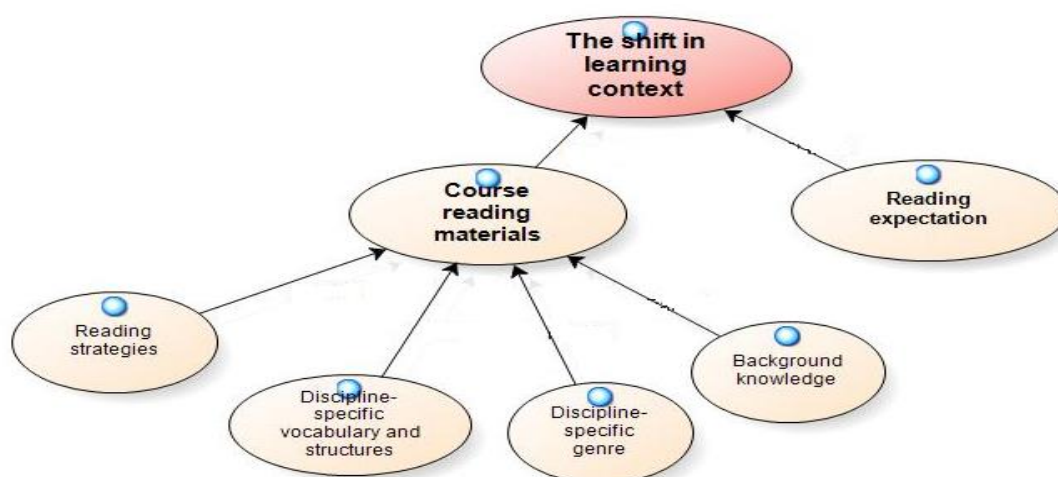 The shift in
learning
context
Course
reading
materials
Reading
expectation
Reading
strategies
Discipline-
specific
vocabulary and
structures
Discipline-
specific
genre
Background
knowledge